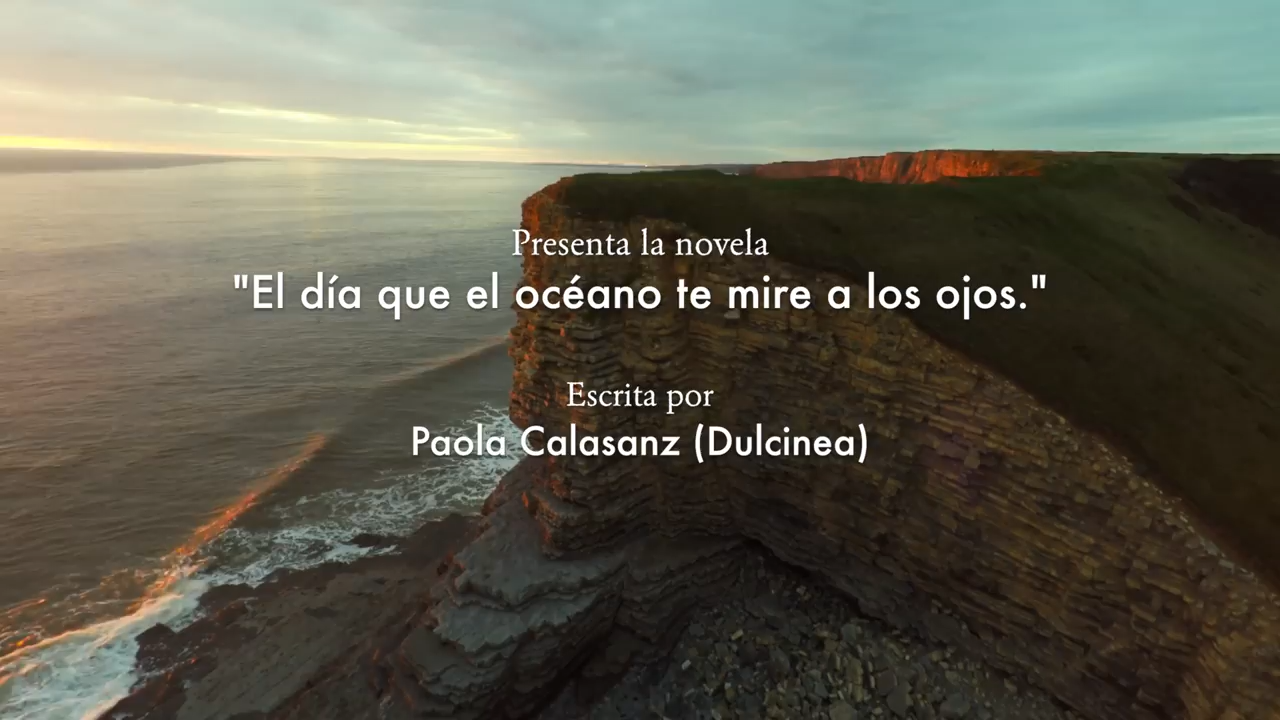 Presenta la novela
"El día que el océano te mire a los ojos."
Escrita por
Paola Calasanz (Dulcinea)